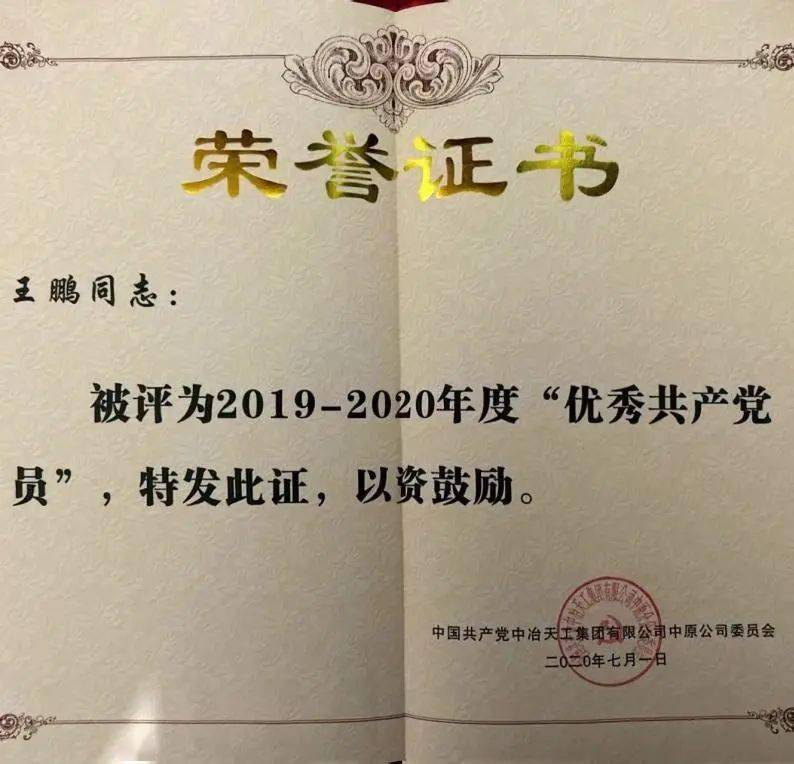 荣誉证书
王鹏同志：
被评为2019-2020年度“优秀共产党
员”，特发此证，以资鼓励。
中国共产党中冶天工集团有限公司中原公司委员会
二〇二〇年七月一日